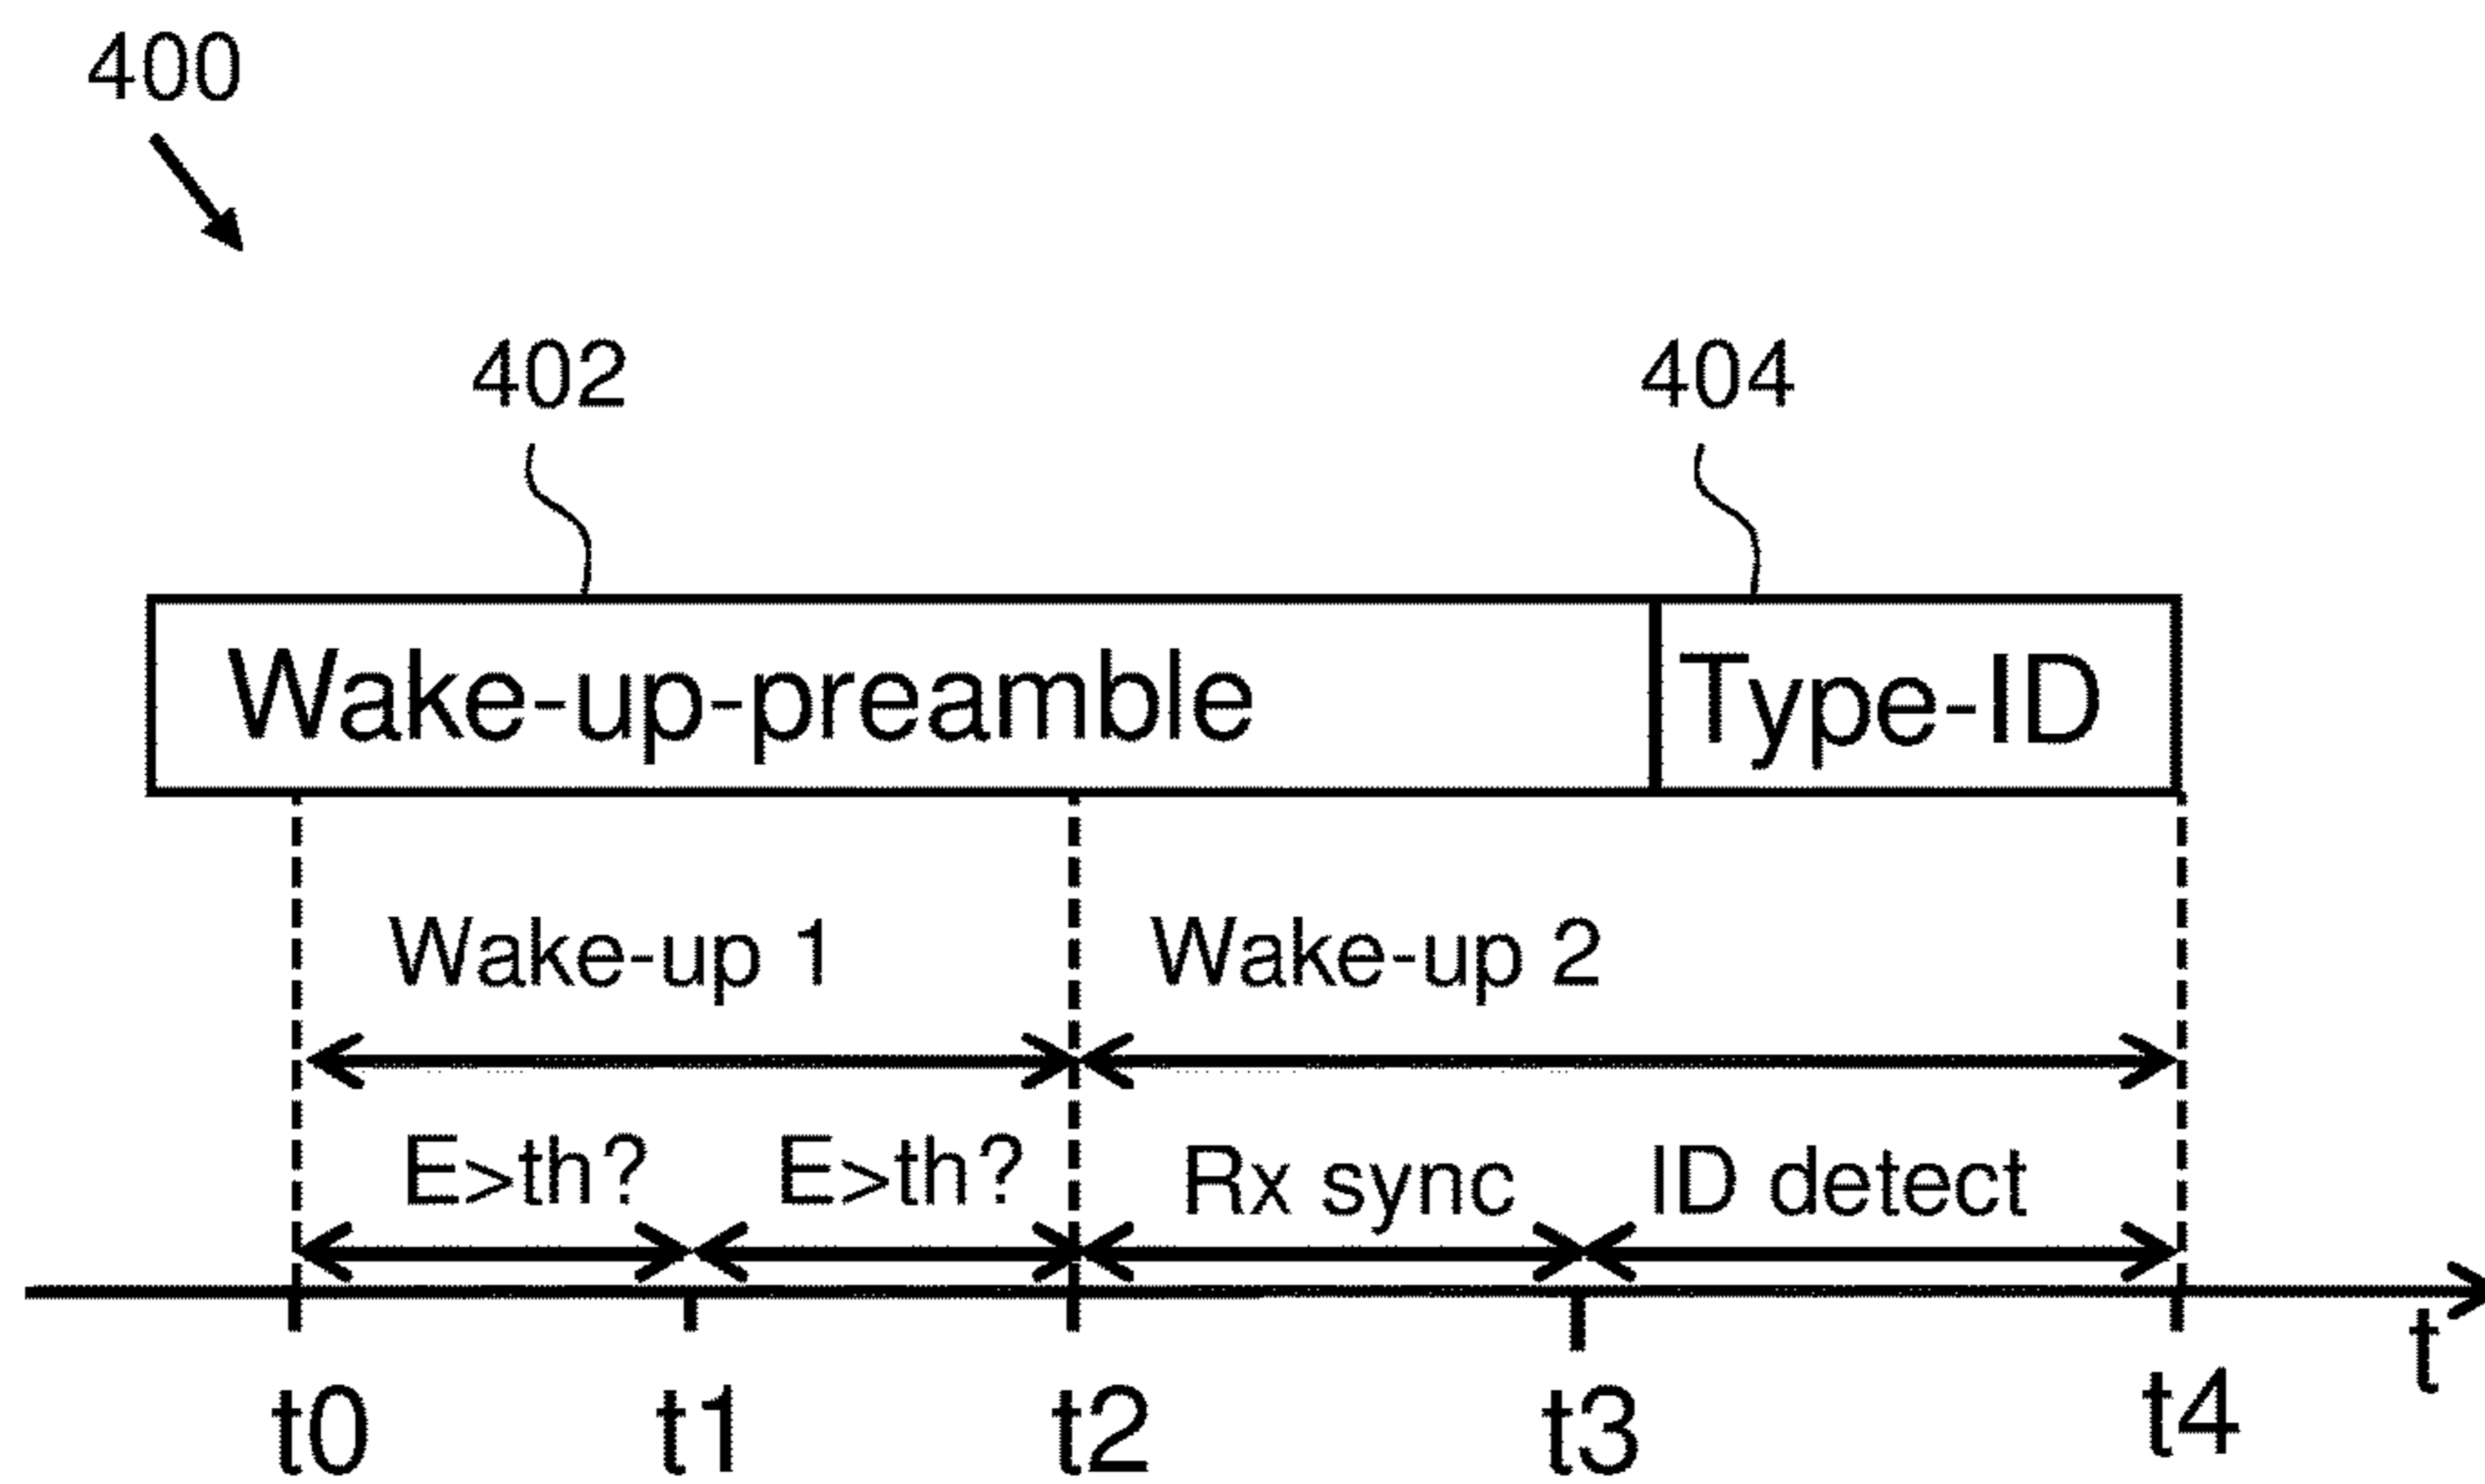 400
402 404
Wake-up-preamble Type-ID
Wake-up 1 Wake-up 2
E>th? E>th? Rx sync ID detect
t
t0 t1 t2 t3 t4